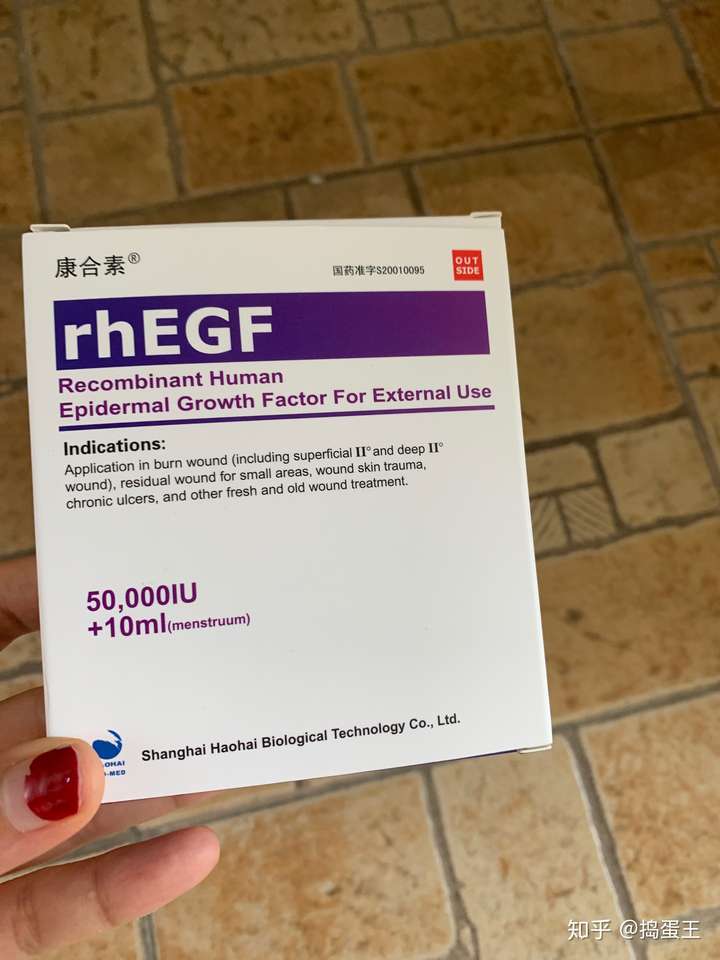 康合素®
国药准字S20010095
OUT
SIDE
rhEGF
Recombinant Human
Epidermal Growth Factor For External Use
Indications:
Application in burn wound (including superficial II° and deep II°
wound), residual wound for small areas, wound skin trauma,
chronic ulcers, and other fresh and old wound treatment.
50,000IU
+10ml(menstruum)
Shanghai Haohai Biological Technology Co., Ltd.
知乎 @捣蛋王